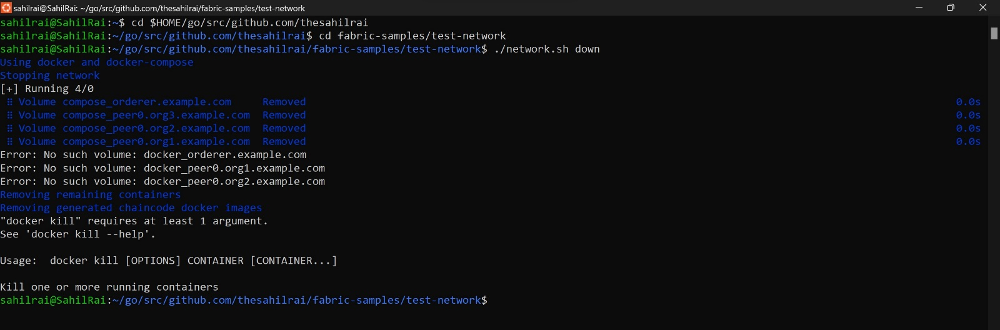 sahilrai@SahilRai: ~/go/src/github.com/thesahilrai/fabric-samples/test-network
sahilrai@SahilRai:~$ cd $HOME/go/src/github.com/thesahilrai
sahilrai@SahilRai:~/go/src/github.com/thesahilrai$ cd fabric-samples/test-network
sahilrai@SahilRai:~/go/src/github.com/thesahilrai/fabric-samples/test-network$ ./network.sh down
Using docker and docker-compose
Stopping network
[+] Running 4/0
⠿ Volume compose_orderer.example.com Removed 0.0s
⠿ Volume compose_peer0.org3.example.com Removed 0.0s
⠿ Volume compose_peer0.org2.example.com Removed 0.0s
⠿ Volume compose_peer0.org1.example.com Removed 0.0s
Error: No such volume: docker_orderer.example.com
Error: No such volume: docker_peer0.org1.example.com
Error: No such volume: docker_peer0.org2.example.com
Removing remaining containers
Removing generated chaincode docker images
"docker kill" requires at least 1 argument.
See 'docker kill --help'.
Usage:  docker kill [OPTIONS] CONTAINER [CONTAINER...]
Kill one or more running containers
sahilrai@SahilRai:~/go/src/github.com/thesahilrai/fabric-samples/test-network$